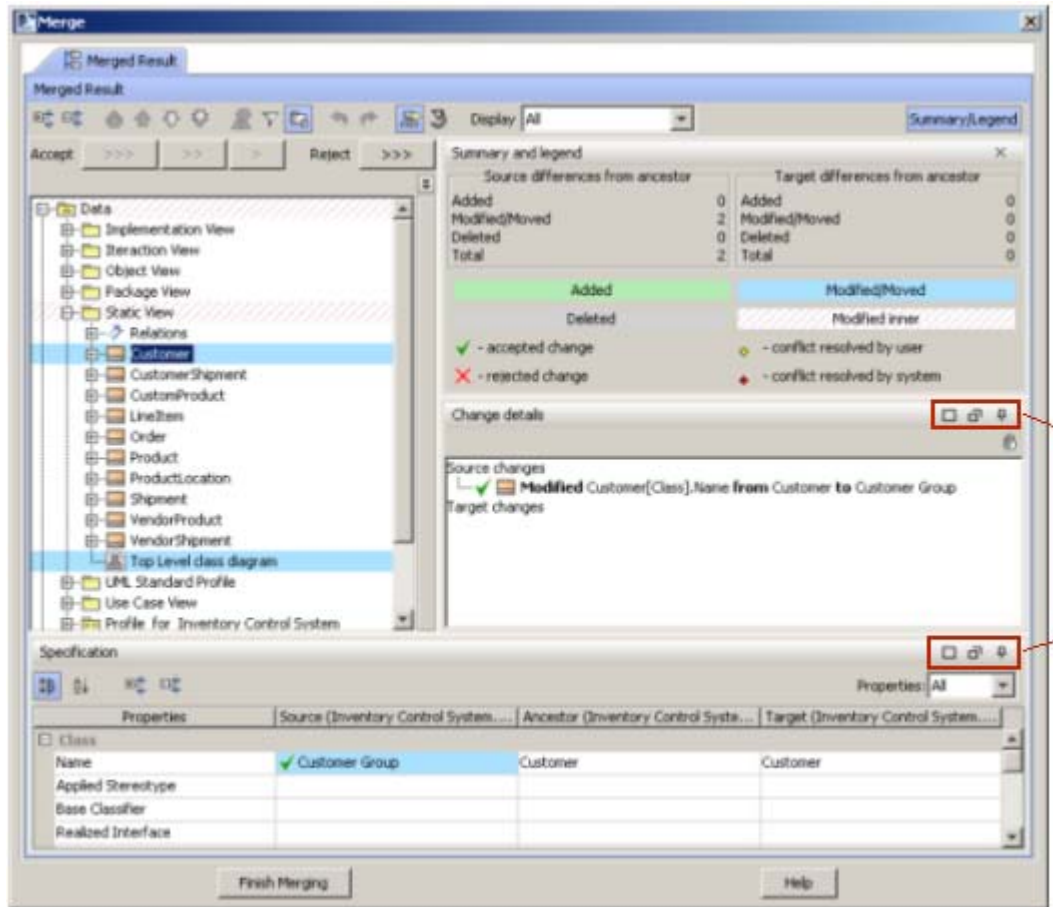 Merge
Merged Result
Merged Result
Display All
Summary/Legend
Accept >>> >> > Reject >>>
Summary and legend
Source differences from ancestor
Added 0
Modified/Moved 2
Deleted 0
Total 2
Target differences from ancestor
Added 0
Modified/Moved 0
Deleted 0
Total 0
Added
Modified/Moved
Deleted
Modified inner
- accepted change
- conflict resolved by user
- rejected change
- conflict resolved by system
Data
Implementation View
Iteraction View
Object View
Package View
Static View
Relations
Customer
CustomerShipment
CustomProduct
LineItem
Order
Product
ProductLocation
Shipment
VendorProduct
VendorShipment
Top Level class diagram
UML Standard Profile
Use Case View
Profile for Inventory Control System
Change details
Source changes
Modified Customer[Class].Name from Customer to Customer Group
Target changes
Specification
Properties: All
Properties Source (Inventory Control System.... Ancestor (Inventory Control Syste... Target (Inventory Control System....
Class
Name Customer Group Customer Customer
Applied Stereotype
Base Classifier
Realized Interface
Finish Merging Help